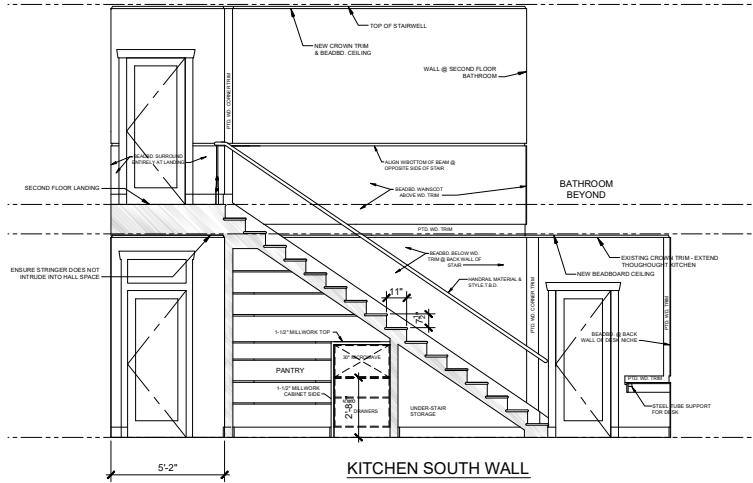 TOP OF STAIRWELL
NEW CROWN TRIM
& BEADBD. CEILING
WALL @ SECOND FLOOR
BATHROOM
PTD. WD. CORNER TRIM
BEADBD. SURROUND
ENTIRELY AT LANDING
ALIGN W/BOTTOM OF BEAM @
OPPOSITE SIDE OF STAIR
SECOND FLOOR LANDING
BEADBD. WAINSCOT
ABOVE WD. TRIM
BATHROOM
BEYOND
PTD. WD. TRIM
ENSURE STRINGER DOES NOT
INTRUDE INTO HALL SPACE
BEADBD. BELOW WD.
TRIM @ BACK WALL OF
STAIR
EXISTING CROWN TRIM - EXTEND
THOUGHOUGHT KITCHEN
NEW BEADBOARD CEILING
HANDRAIL MATERIAL &
STYLE T.B.D.
11"
7 1/2"
PTD. WD. CORNER TRIM
PTD. WD. TRIM
1-1/2" MILLWORK TOP
30" MICROWAVE
BEADBD. @ BACK
WALL OF DESK NICHE
PANTRY
1-1/2" MILLWORK
CABINET SIDE
DRAWERS
UNDER-STAIR
STORAGE
PTD. WD. TRIM
STEEL TUBE SUPPORT
FOR DESK
5'-2"
KITCHEN SOUTH WALL